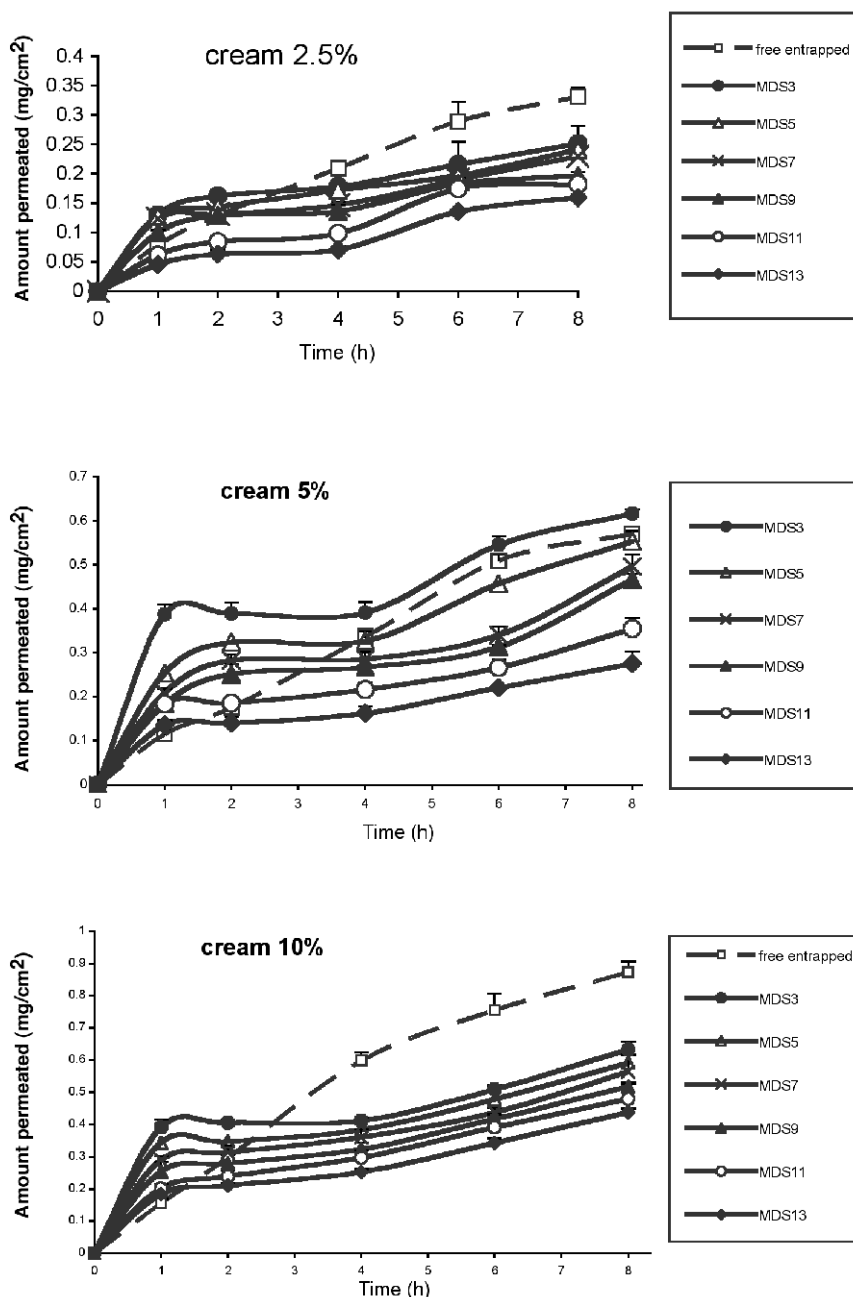 cream 2.5%
Amount permeated (mg/cm²)
0.4
0.35
0.3
0.25
0.2
0.15
0.1
0.05
0
0 1 2 3 4 5 6 7 8
Time (h)
free entrapped
MDS3
MDS5
MDS7
MDS9
MDS11
MDS13
cream 5%
Amount permeated (mg/cm²)
0.7
0.6
0.5
0.4
0.3
0.2
0.1
0
0 1 2 3 4 5 6 7 8
Time (h)
MDS3
MDS5
MDS7
MDS9
MDS11
MDS13
cream 10%
Amount permeated (mg/cm²)
1
0.9
0.8
0.7
0.6
0.5
0.4
0.3
0.2
0.1
0
0 1 2 3 4 5 6 7 8
Time (h)
free entrapped
MDS3
MDS5
MDS7
MDS9
MDS11
MDS13